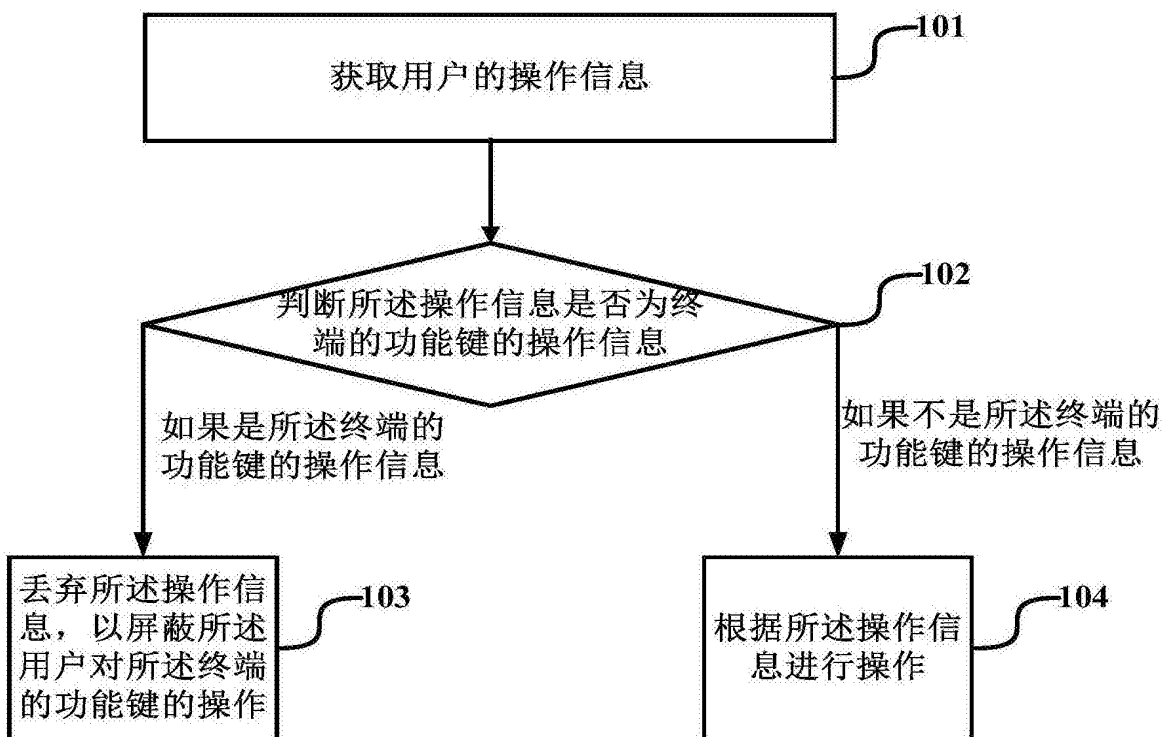 101
获取用户的操作信息
102
判断所述操作信息是否为终
端的功能键的操作信息
如果是所述终端的
功能键的操作信息
如果不是所述终端的
功能键的操作信息
103
丢弃所述操作信
息，以屏蔽所述
用户对所述终端
的功能键的操作
104
根据所述操作信
息进行操作